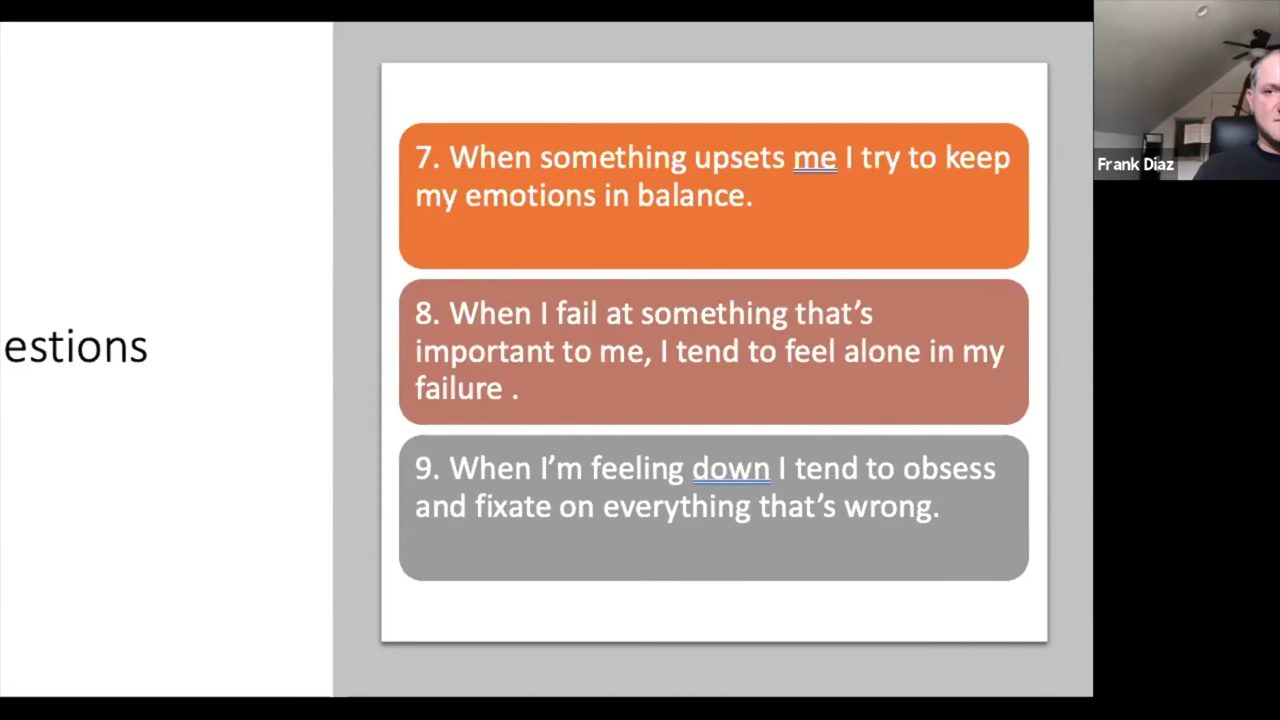 estions
7. When something upsets me I try to keep
my emotions in balance.
8. When I fail at something that’s
important to me, I tend to feel alone in my
failure .
9. When I’m feeling down I tend to obsess
and fixate on everything that’s wrong.
Frank Diaz